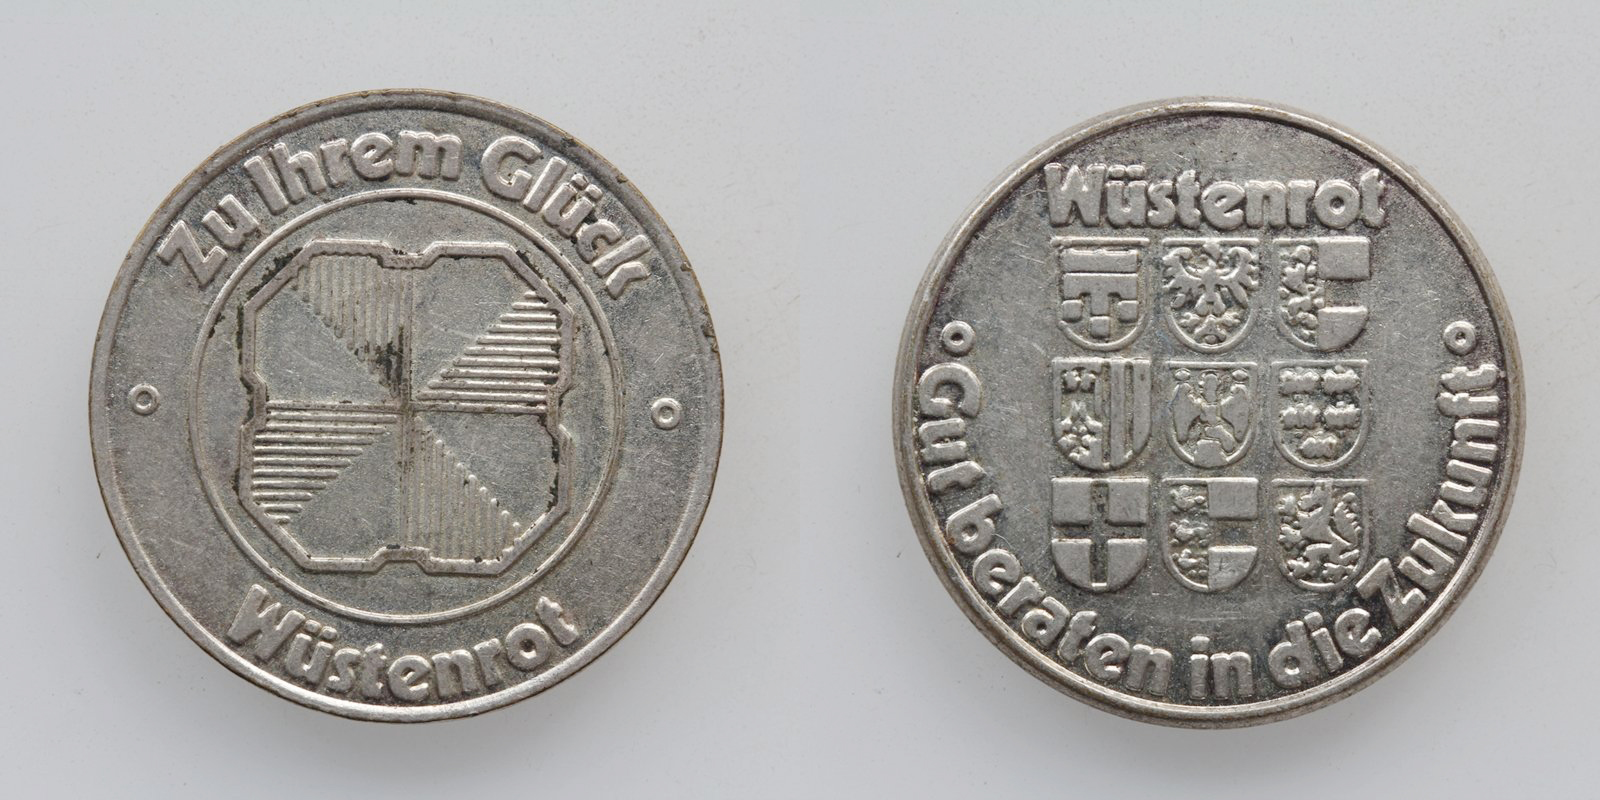 Zu Ihrem Glück
Wüstenrot
Wüstenrot
Gut beraten in die Zukunft